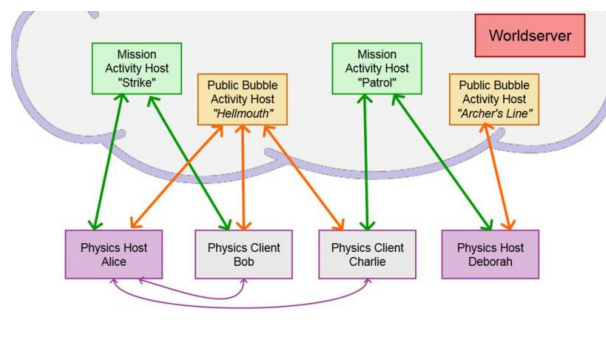 Worldserver
Mission
Activity Host
"Strike"
Mission
Activity Host
"Patrol"
Public Bubble
Activity Host
"Hellmouth"
Public Bubble
Activity Host
"Archer's Line"
Physics Host
Alice
Physics Client
Bob
Physics Client
Charlie
Physics Host
Deborah